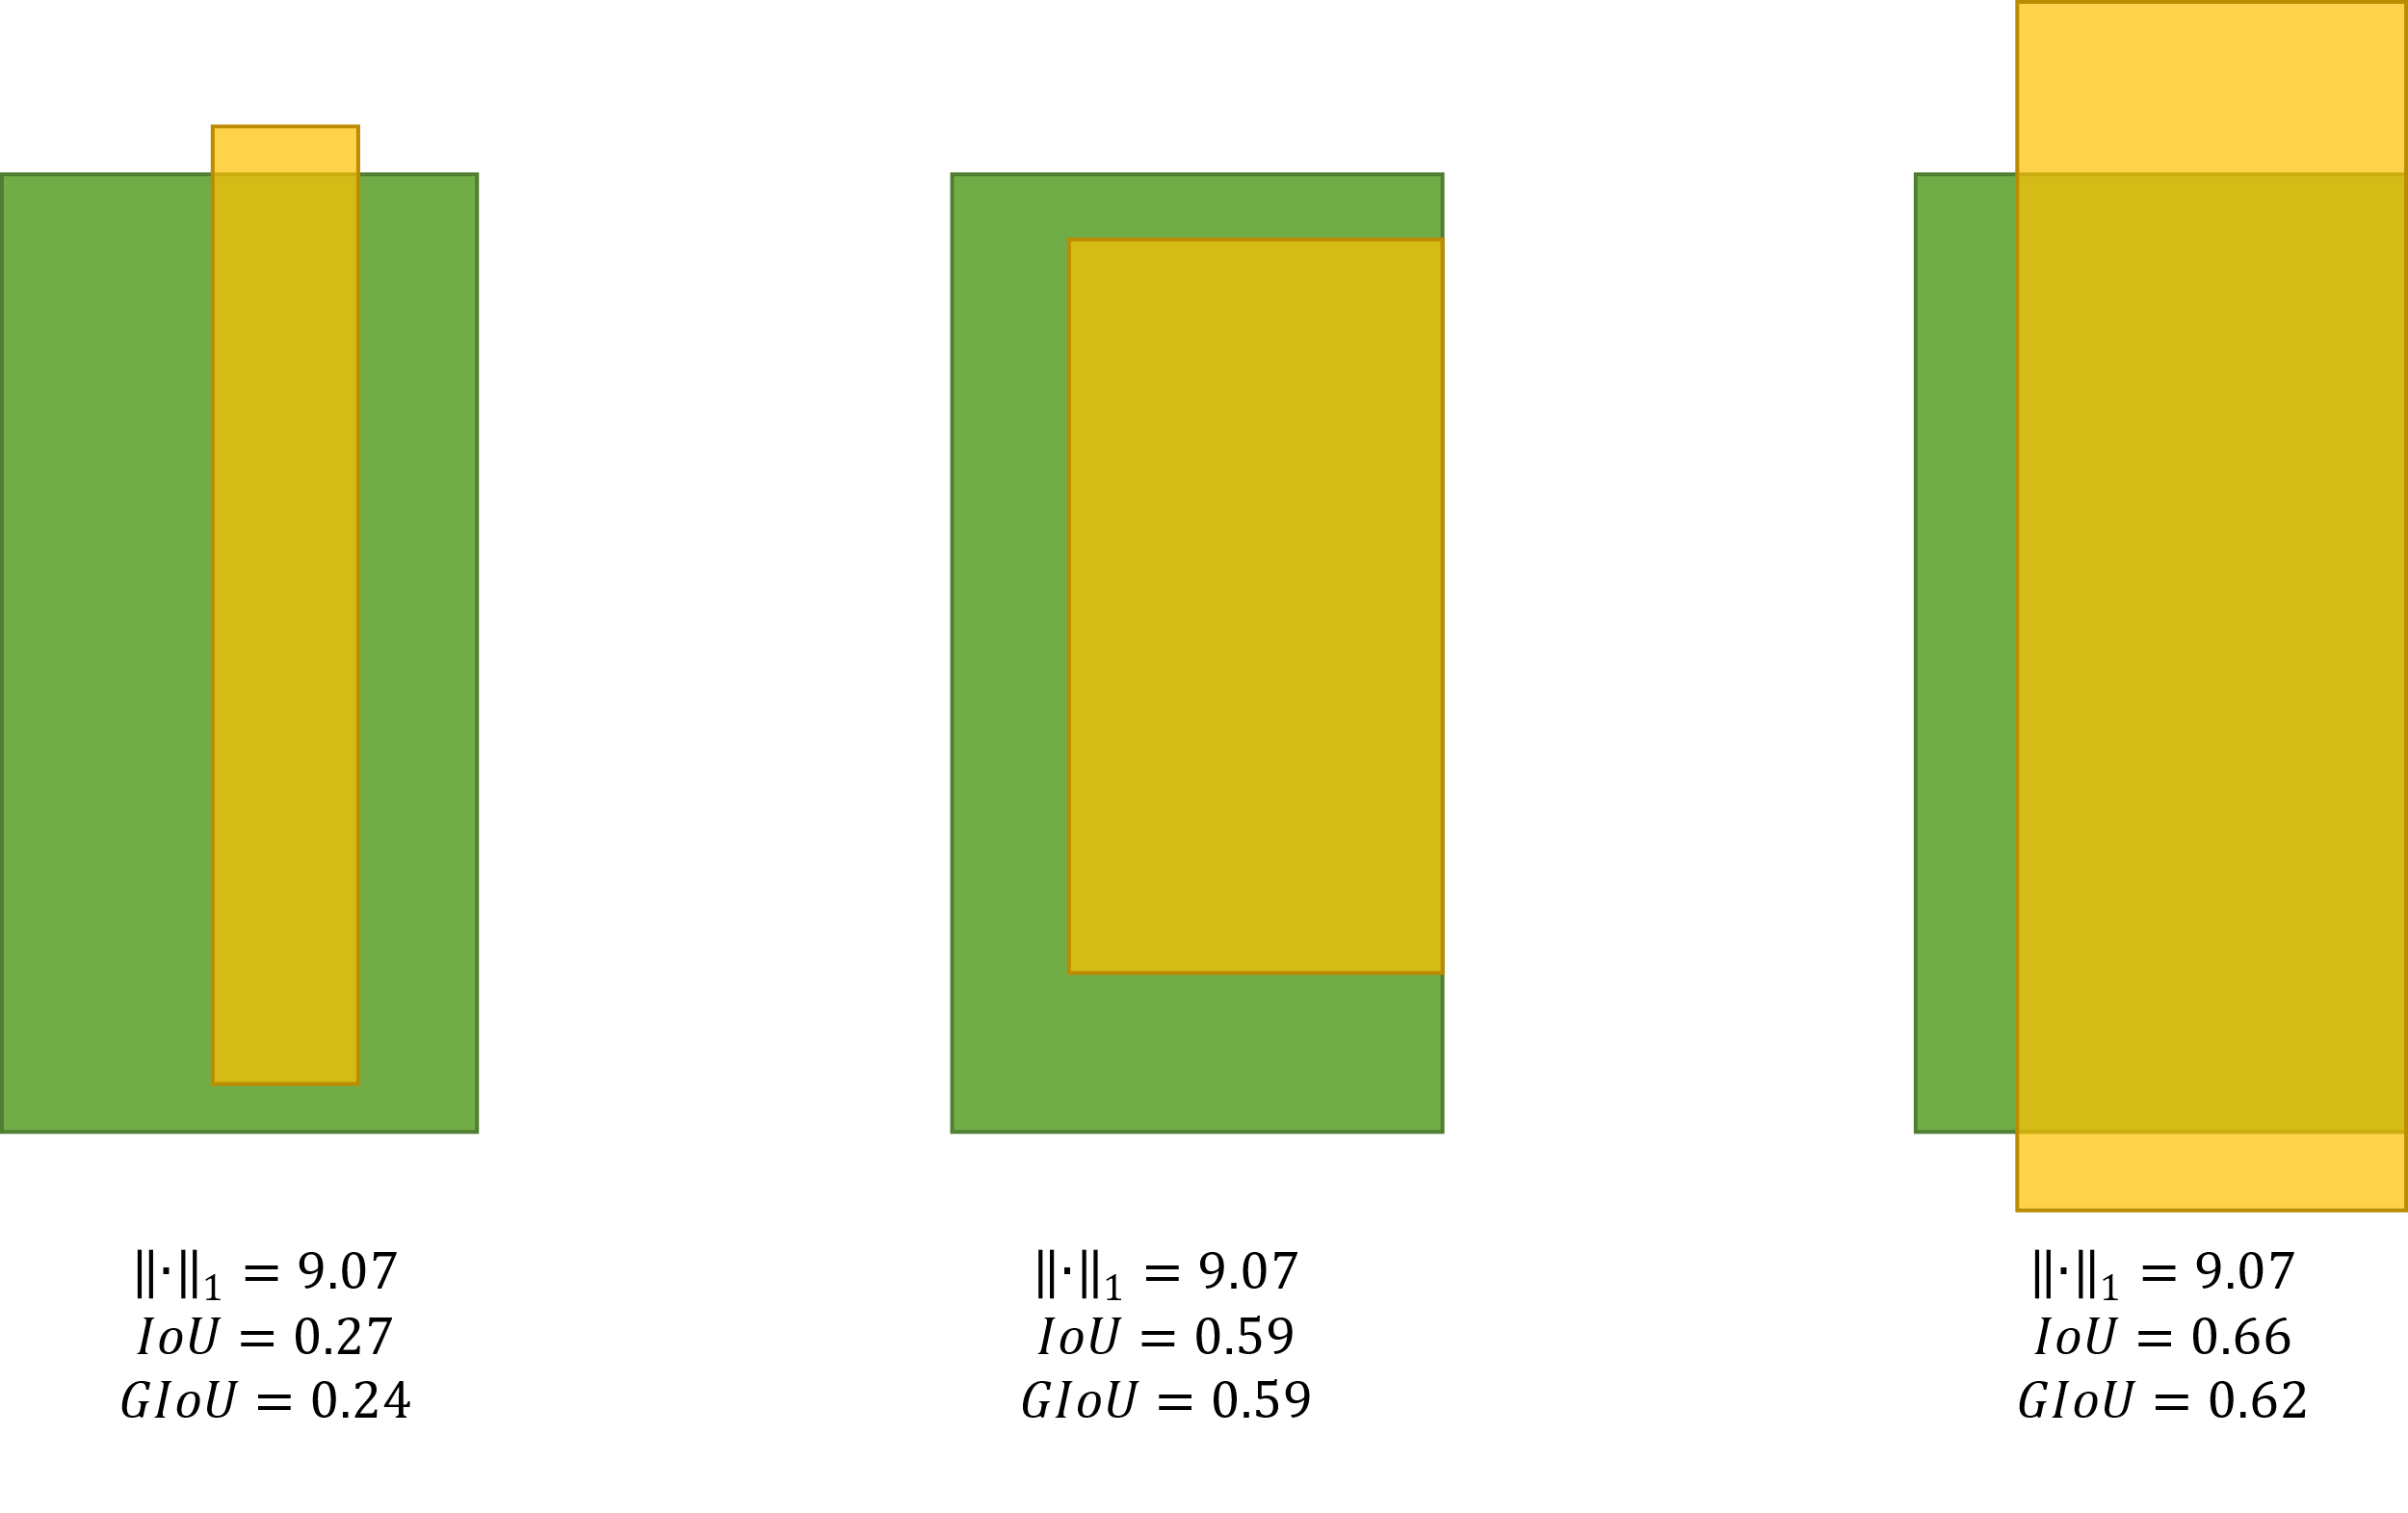 ‖·‖₁ = 9.07
IoU = 0.27
GIoU = 0.24
‖·‖₁ = 9.07
IoU = 0.59
GIoU = 0.59
‖·‖₁ = 9.07
IoU = 0.66
GIoU = 0.62